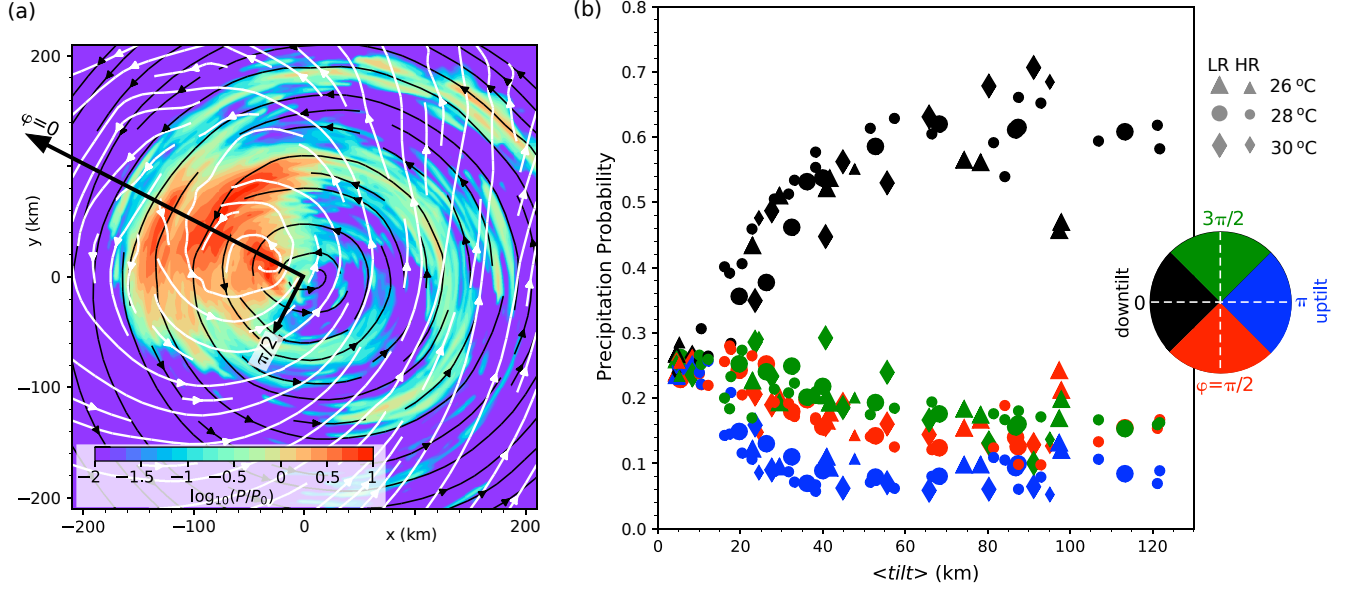 (a)
200
100
0
−100
−200
y (km)
φ=0
π/2
−2 −1.5 −1 −0.5 0 0.5 1
log10(P/P0)
−200 −100 0 100 200
x (km)
(b)
0.8
0.7
0.6
0.5
0.4
0.3
0.2
0.1
0.0
Precipitation Probability
0 20 40 60 80 100 120
<tilt> (km)
LR HR
26 °C
28 °C
30 °C
3π/2
downtilt
0
π
uptilt
φ=π/2